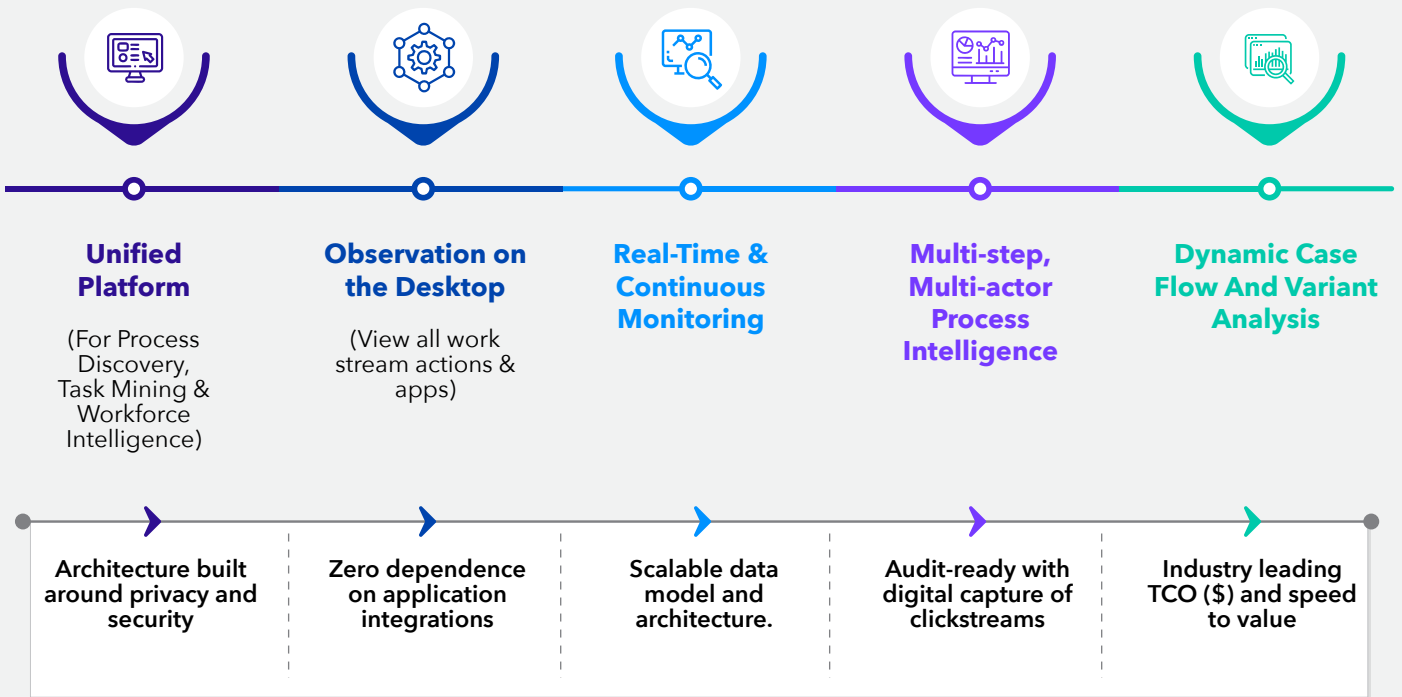 Unified
Platform
(For Process
Discovery,
Task Mining &
Workforce
Intelligence)
Observation on
the Desktop
(View all work
stream actions &
apps)
Real-Time &
Continuous
Monitoring
Multi-step,
Multi-actor
Process
Intelligence
Dynamic Case
Flow And Variant
Analysis
Architecture built
around privacy and
security
Zero dependence
on application
integrations
Scalable data
model and
architecture.
Audit-ready with
digital capture of
clickstreams
Industry leading
TCO ($) and speed
to value